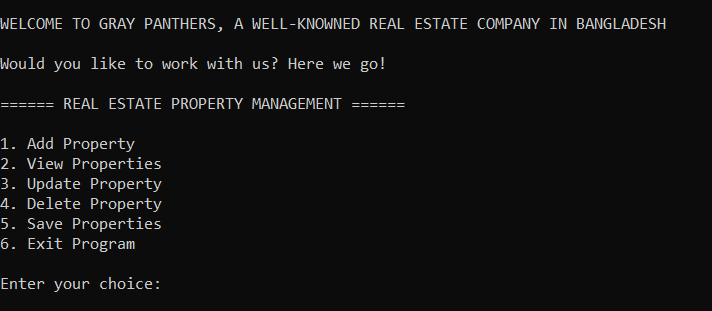 WELCOME TO GRAY PANTHERS, A WELL-KNOWNED REAL ESTATE COMPANY IN BANGLADESH
Would you like to work with us? Here we go!
====== REAL ESTATE PROPERTY MANAGEMENT ======
1. Add Property
2. View Properties
3. Update Property
4. Delete Property
5. Save Properties
6. Exit Program
Enter your choice: